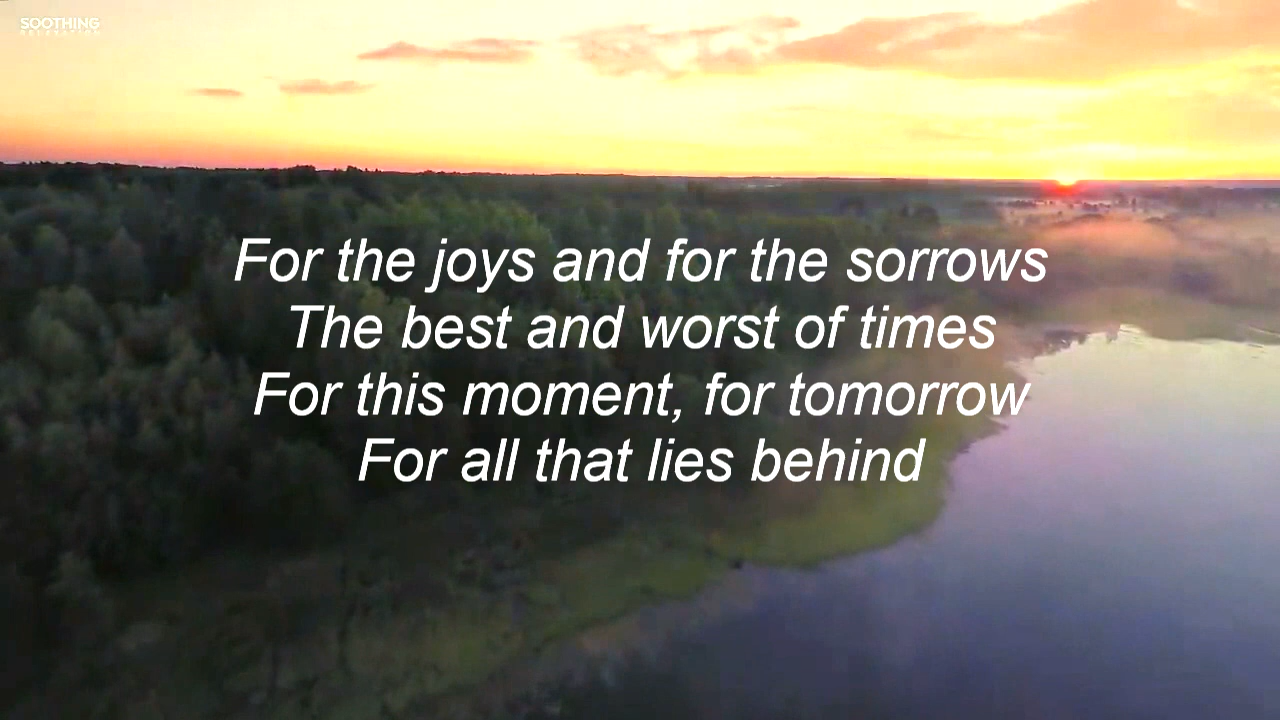 SOOTHING
RELAXATION
For the joys and for the sorrows
The best and worst of times
For this moment, for tomorrow
For all that lies behind